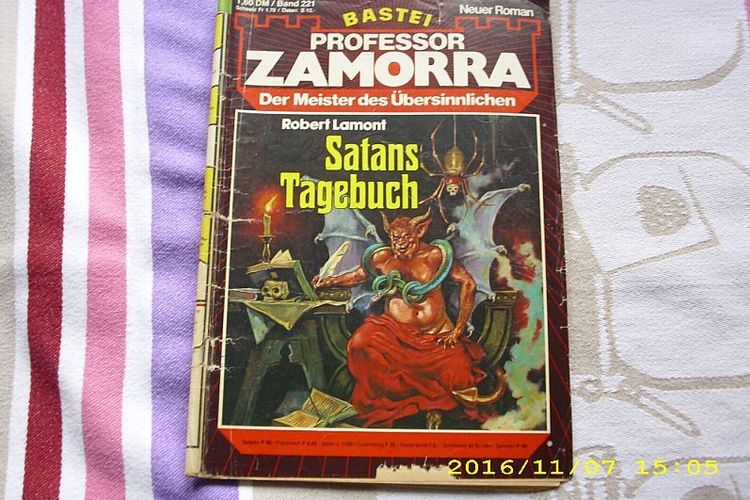 1,60 DM / Band 221
BASTEI
Neuer Roman
PROFESSOR
ZAMORRA
Der Meister des Übersinnlichen
Robert Lamont
Satans
Tagebuch
2016/11/07 15:05